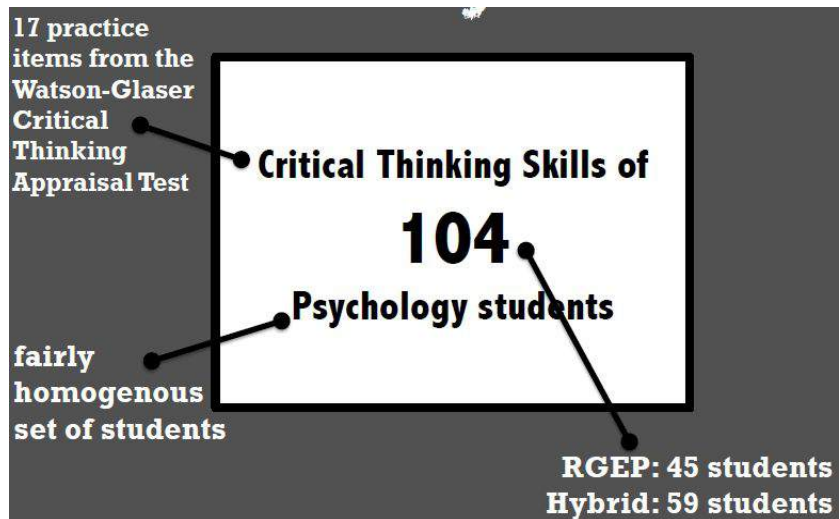 17 practice
items from the
Watson-Glaser
Critical
Thinking
Appraisal Test
Critical Thinking Skills of
104
Psychology students
fairly
homogenous
set of students
RGEP: 45 students
Hybrid: 59 students